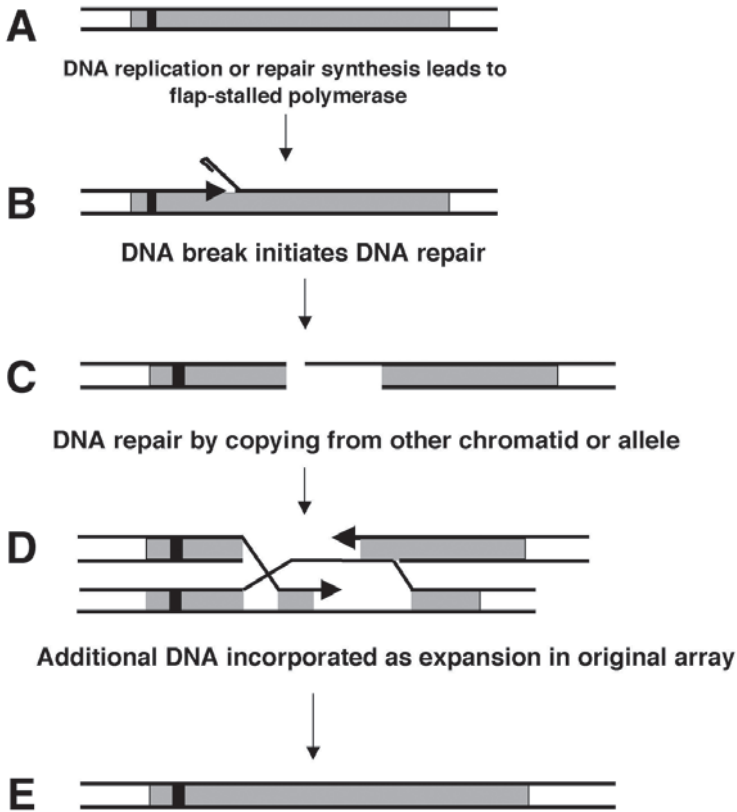 A
DNA replication or repair synthesis leads to
flap-stalled polymerase
B
DNA break initiates DNA repair
C
DNA repair by copying from other chromatid or allele
D
Additional DNA incorporated as expansion in original array
E